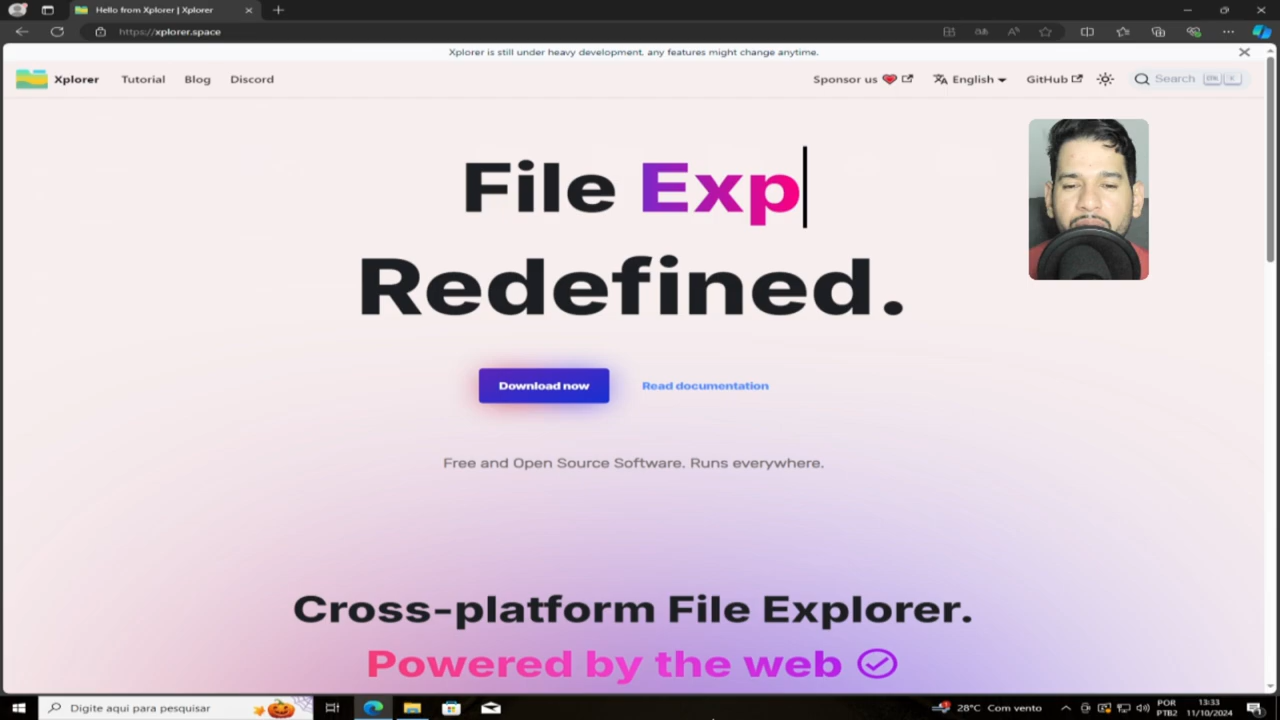 Hello from Xplorer | Xplorer
https://xplorer.space
Xplorer is still under heavy development, any features might change anytime.
Xplorer
Tutorial
Blog
Discord
Sponsor us
English
GitHub
Search
File Exp
Redefined.
Download now
Read documentation
Free and Open Source Software. Runs everywhere.
Cross-platform File Explorer.
Powered by the web
Digite aqui para pesquisar
28°C Com vento
POR
PTB2
13:33
11/10/2024